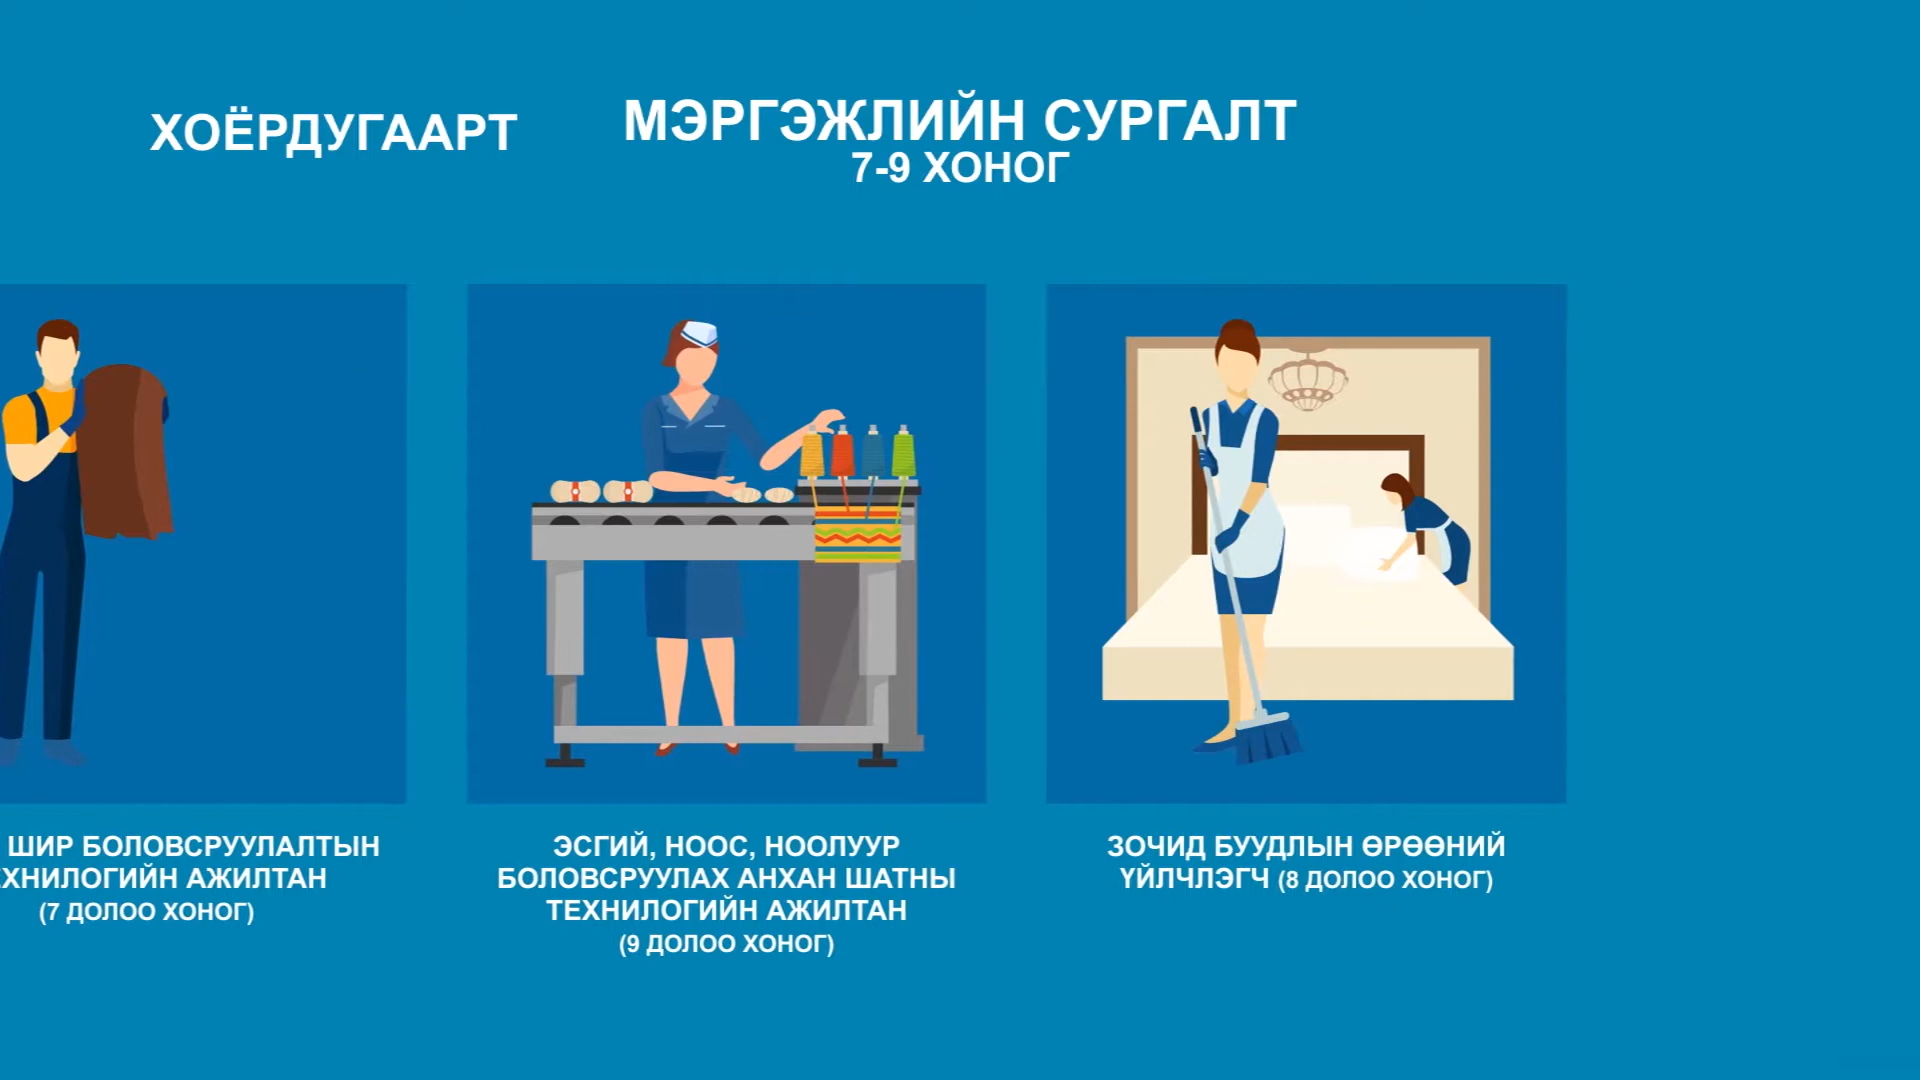 ХОЁРДУГААРТ
МЭРГЭЖЛИЙН СУРГАЛТ
7-9 ХОНОГ
ШИР БОЛОВСРУУЛАЛТЫН
ХНИЛОГИЙН АЖИЛТАН
(7 ДОЛОО ХОНОГ)
ЭСГИЙ, НООС, НООЛУУР
БОЛОВСРУУЛАХ АНХАН ШАТНЫ
ТЕХНИЛОГИЙН АЖИЛТАН
(9 ДОЛОО ХОНОГ)
ЗОЧИД БУУДЛЫН ӨРӨӨНИЙ
ҮЙЛЧЛЭГЧ (8 ДОЛОО ХОНОГ)